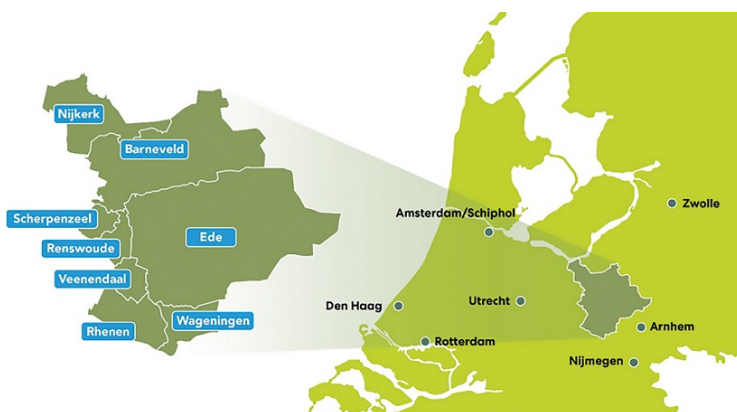 Nijkerk
Barneveld
Scherpenzeel
Ede
Renswoude
Veenendaal
Wageningen
Rhenen
Zwolle
Amsterdam/Schiphol
Den Haag
Utrecht
Arnhem
Rotterdam
Nijmegen